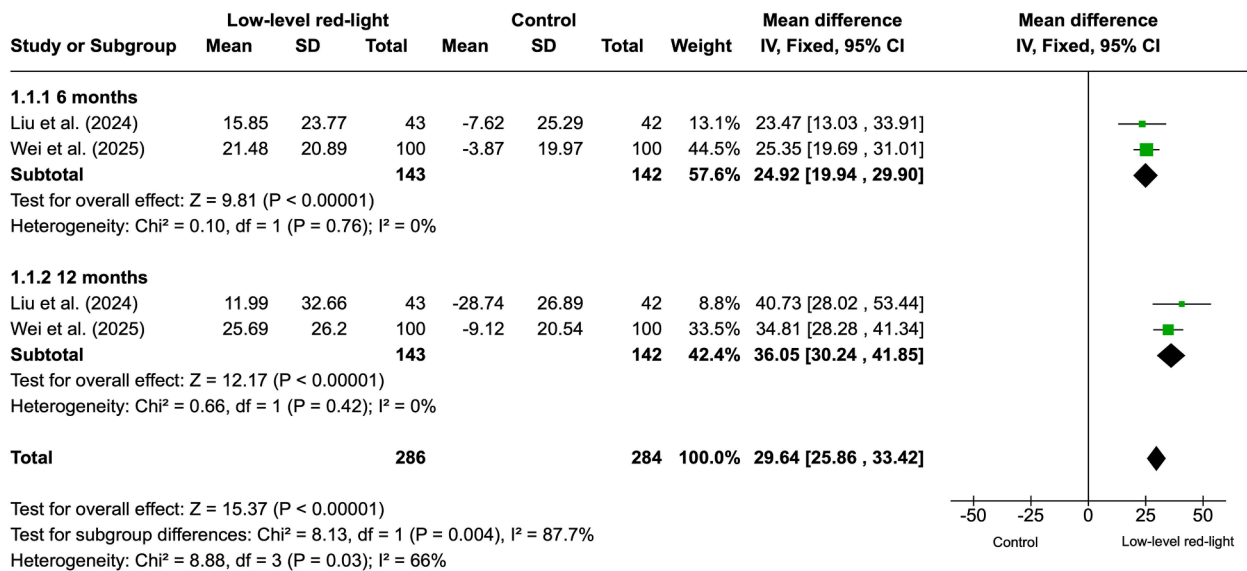 Low-level red-light Control Mean difference Mean difference
Study or Subgroup Mean SD Total Mean SD Total Weight IV, Fixed, 95% CI IV, Fixed, 95% CI
1.1.1 6 months
Liu et al. (2024) 15.85 23.77 43 -7.62 25.29 42 13.1% 23.47 [13.03 , 33.91]
Wei et al. (2025) 21.48 20.89 100 -3.87 19.97 100 44.5% 25.35 [19.69 , 31.01]
Subtotal 143 142 57.6% 24.92 [19.94 , 29.90]
Test for overall effect: Z = 9.81 (P < 0.00001)
Heterogeneity: Chi² = 0.10, df = 1 (P = 0.76); I² = 0%
1.1.2 12 months
Liu et al. (2024) 11.99 32.66 43 -28.74 26.89 42 8.8% 40.73 [28.02 , 53.44]
Wei et al. (2025) 25.69 26.2 100 -9.12 20.54 100 33.5% 34.81 [28.28 , 41.34]
Subtotal 143 142 42.4% 36.05 [30.24 , 41.85]
Test for overall effect: Z = 12.17 (P < 0.00001)
Heterogeneity: Chi² = 0.66, df = 1 (P = 0.42); I² = 0%
Total 286 284 100.0% 29.64 [25.86 , 33.42]
Test for overall effect: Z = 15.37 (P < 0.00001)
Test for subgroup differences: Chi² = 8.13, df = 1 (P = 0.004), I² = 87.7%
Heterogeneity: Chi² = 8.88, df = 3 (P = 0.03); I² = 66%
-50 -25 0 25 50
Control Low-level red-light